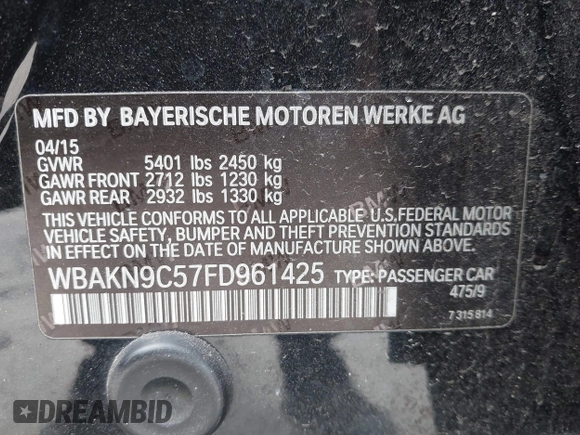 MFD BY BAYERISCHE MOTOREN WERKE AG
04/15
GVWR 5401 lbs 2450 kg
GAWR FRONT 2712 lbs 1230 kg
GAWR REAR 2932 lbs 1330 kg
THIS VEHICLE CONFORMS TO ALL APPLICABLE U.S.FEDERAL MOTOR
VEHICLE SAFETY, BUMPER AND THEFT PREVENTION STANDARDS
IN EFFECT ON THE DATE OF MANUFACTURE SHOWN ABOVE.
WBAKN9C57FD961425 TYPE: PASSENGER CAR
475/9
7 315 814
DREAMBID